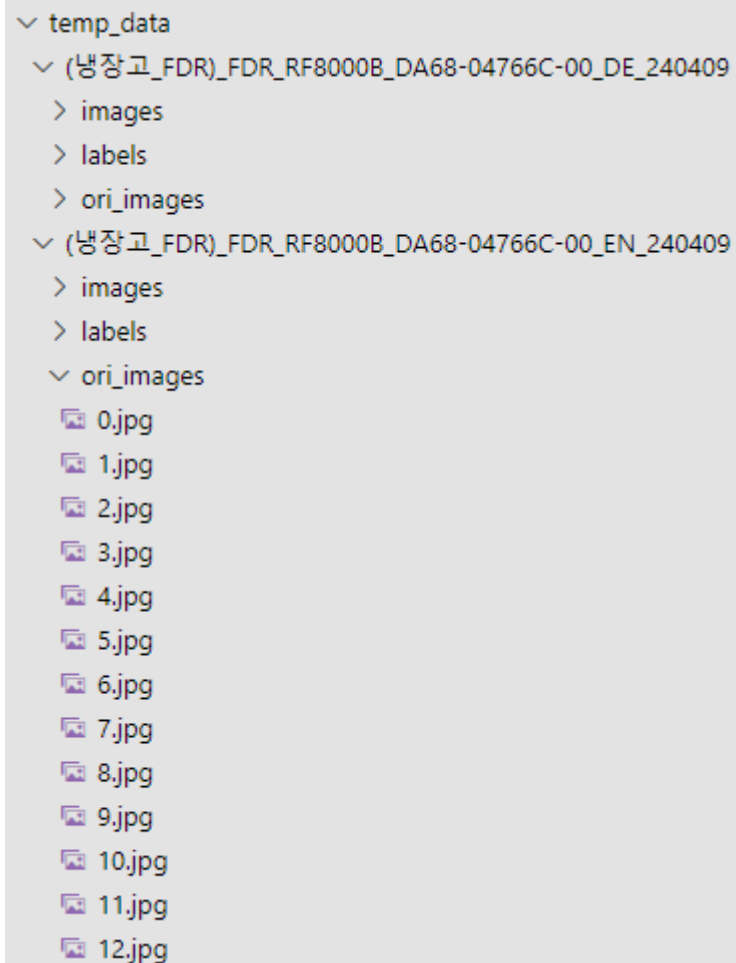 temp_data
(냉장고_FDR)_FDR_RF8000B_DA68-04766C-00_DE_240409
images
labels
ori_images
(냉장고_FDR)_FDR_RF8000B_DA68-04766C-00_EN_240409
images
labels
ori_images
0.jpg
1.jpg
2.jpg
3.jpg
4.jpg
5.jpg
6.jpg
7.jpg
8.jpg
9.jpg
10.jpg
11.jpg
12.jpg